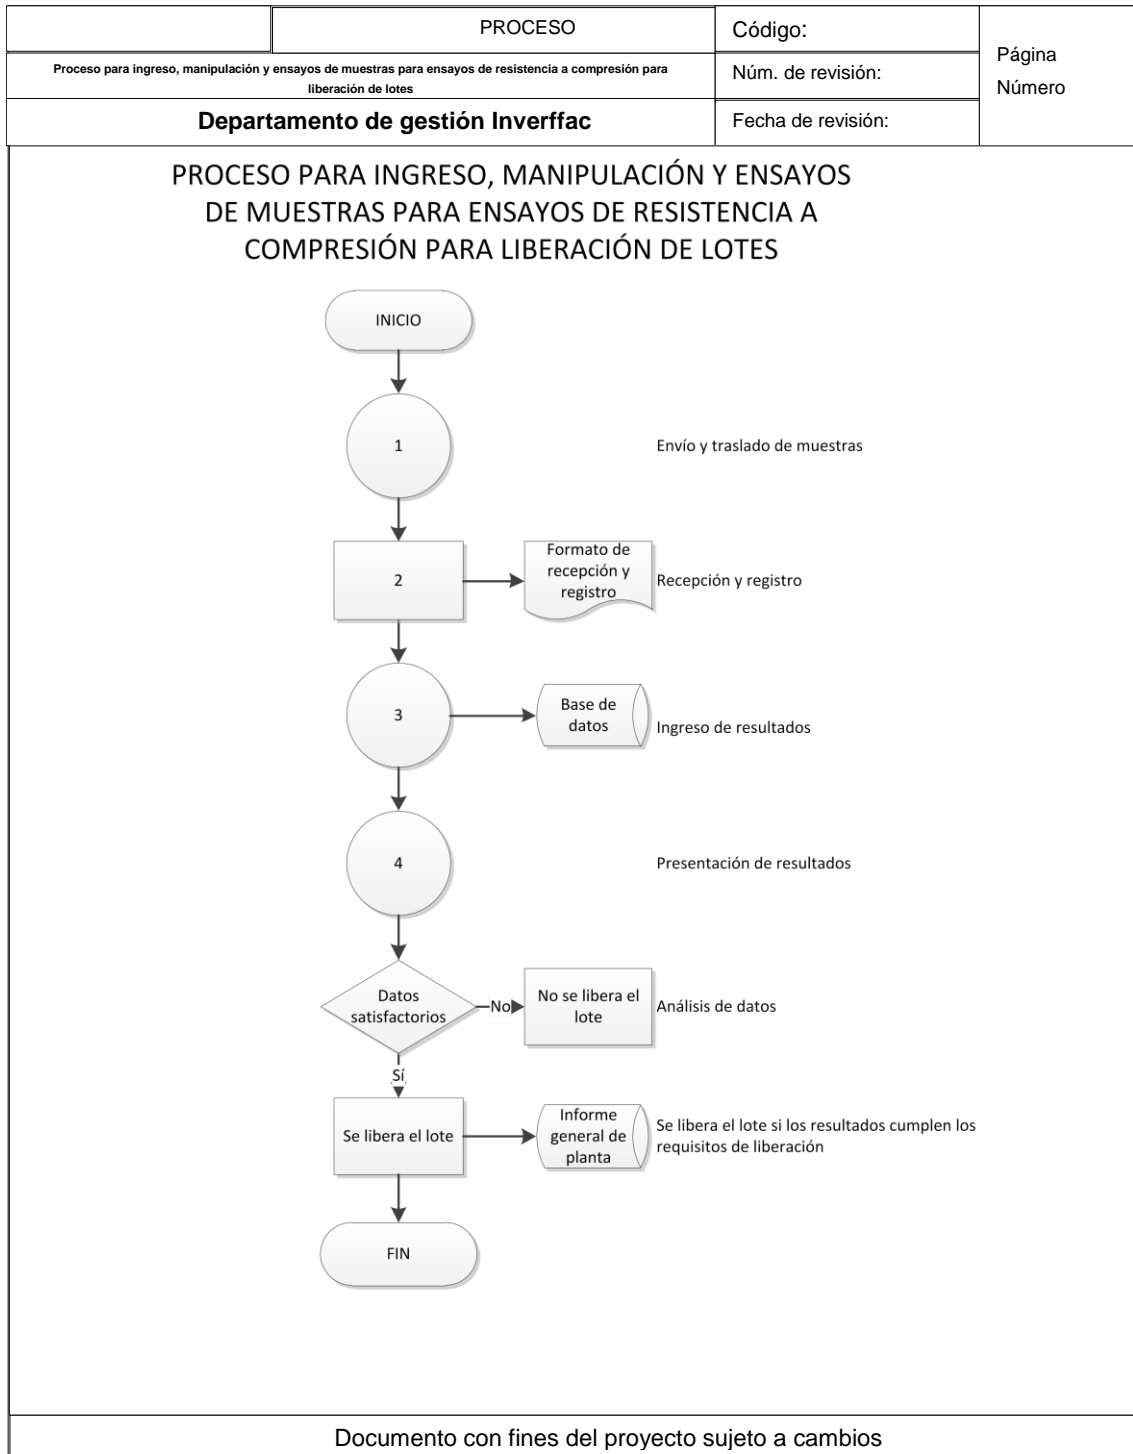 PROCESO
Código:
Página
Número
Proceso para ingreso, manipulación y ensayos de muestras para ensayos de resistencia a compresión para
liberación de lotes
Núm. de revisión:
Departamento de gestión Inverffac
Fecha de revisión:
PROCESO PARA INGRESO, MANIPULACIÓN Y ENSAYOS
DE MUESTRAS PARA ENSAYOS DE RESISTENCIA A
COMPRESIÓN PARA LIBERACIÓN DE LOTES
INICIO
1
Envío y traslado de muestras
2
Formato de
recepción y
registro
Recepción y registro
3
Base de
datos
Ingreso de resultados
4
Presentación de resultados
Datos
satisfactorios
No
No se libera el
lote
Análisis de datos
Sí
Se libera el lote
Informe
general de
planta
Se libera el lote si los resultados cumplen los
requisitos de liberación
FIN
Documento con fines del proyecto sujeto a cambios